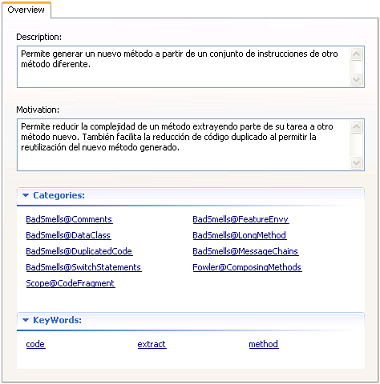 Overview
Description:
Permite generar un nuevo método a partir de un conjunto de instrucciones de otro
método diferente.
Motivation:
Permite reducir la complejidad de un método extrayendo parte de su tarea a otro
método nuevo. También facilita la reducción de código duplicado al permitir la
reutilización del nuevo método generado.
Categories:
BadSmells@Comments BadSmells@FeatureEnvy
BadSmells@DataClass BadSmells@LongMethod
BadSmells@DuplicatedCode BadSmells@MessageChains
BadSmells@SwitchStatements Fowler@ComposingMethods
Scope@CodeFragment
KeyWords:
code extract method